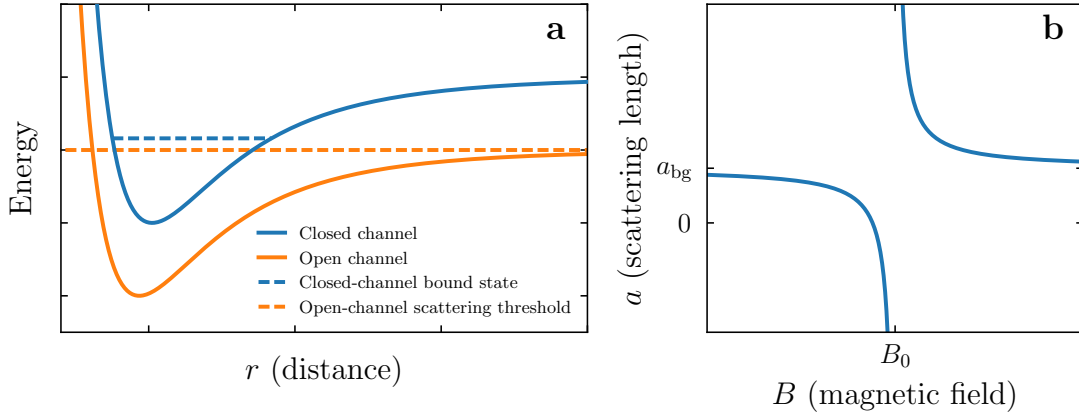 a
Energy
Closed channel
Open channel
Closed-channel bound state
Open-channel scattering threshold
r (distance)
b
a (scattering length)
a_bg
0
B_0
B (magnetic field)